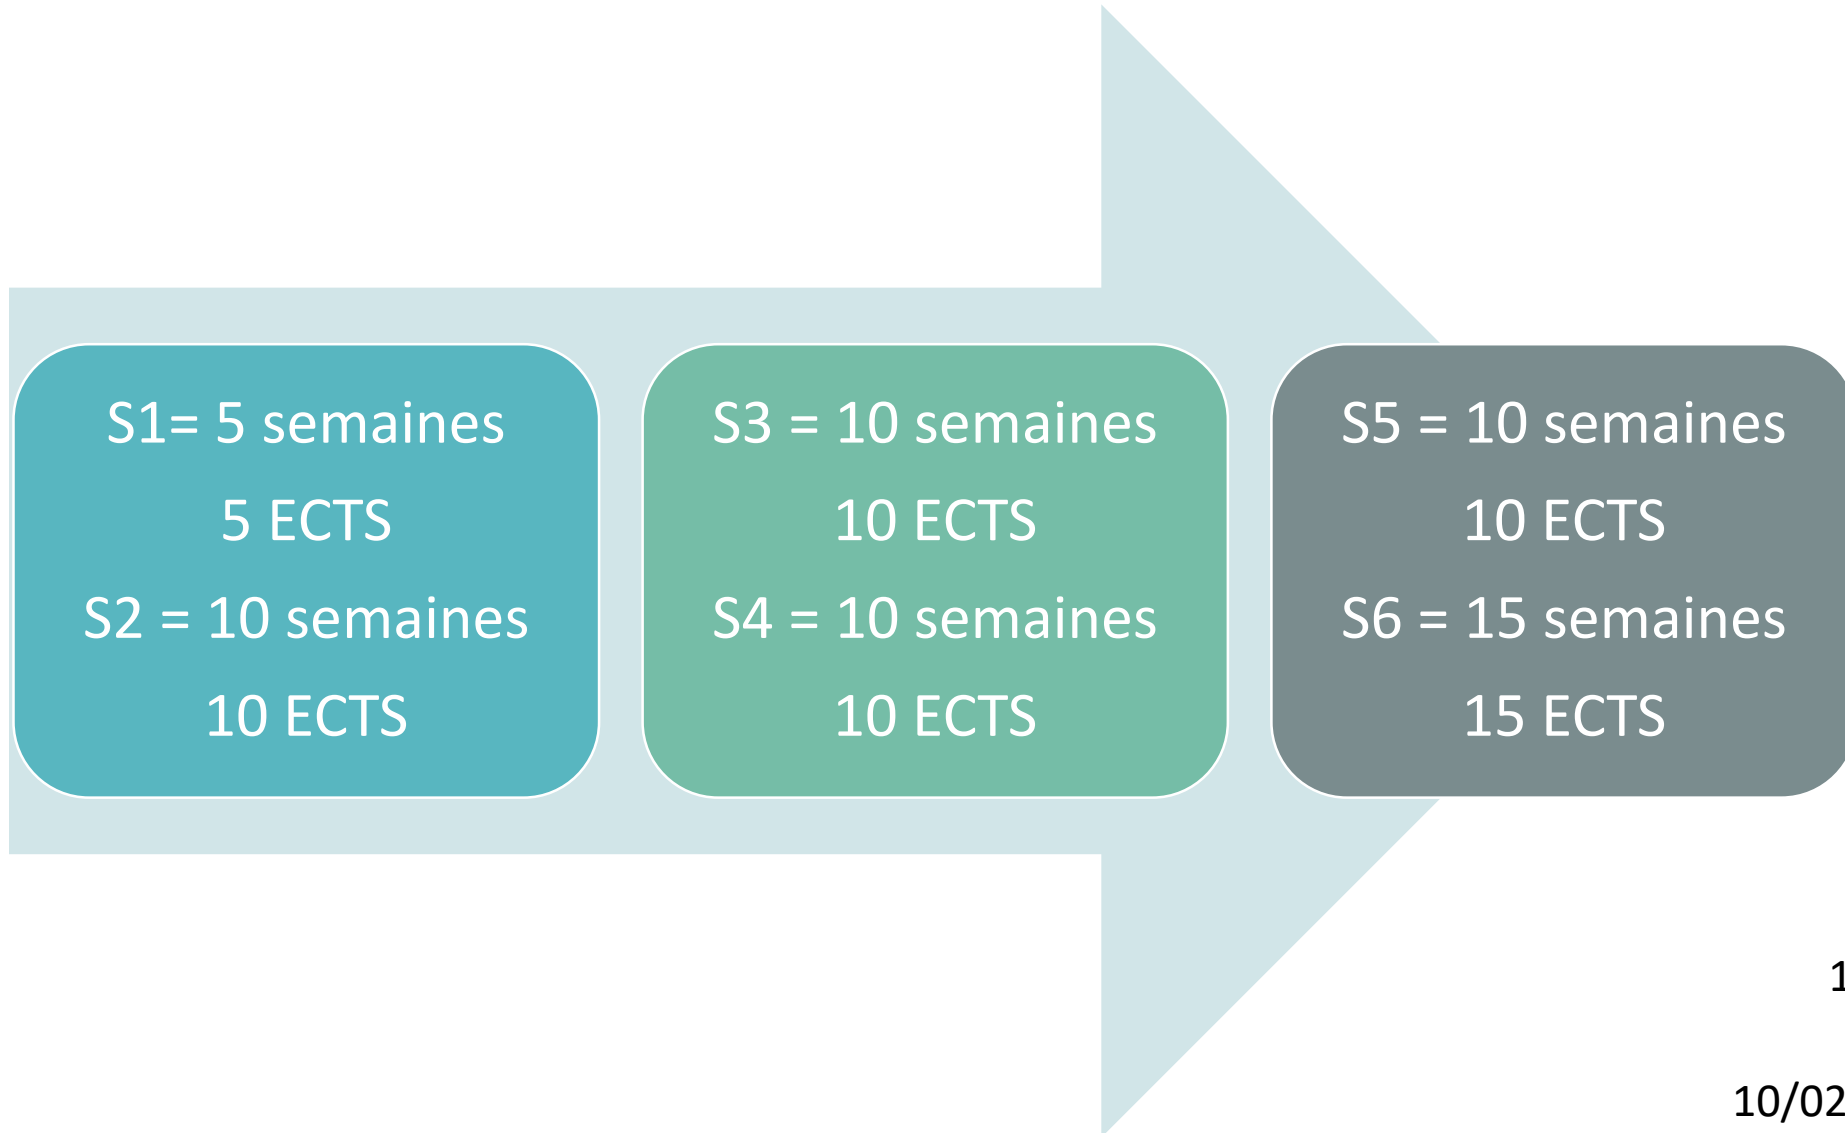 S1= 5 semaines
5 ECTS
S2 = 10 semaines
10 ECTS
S3 = 10 semaines
10 ECTS
S4 = 10 semaines
10 ECTS
S5 = 10 semaines
10 ECTS
S6 = 15 semaines
15 ECTS
1
10/02